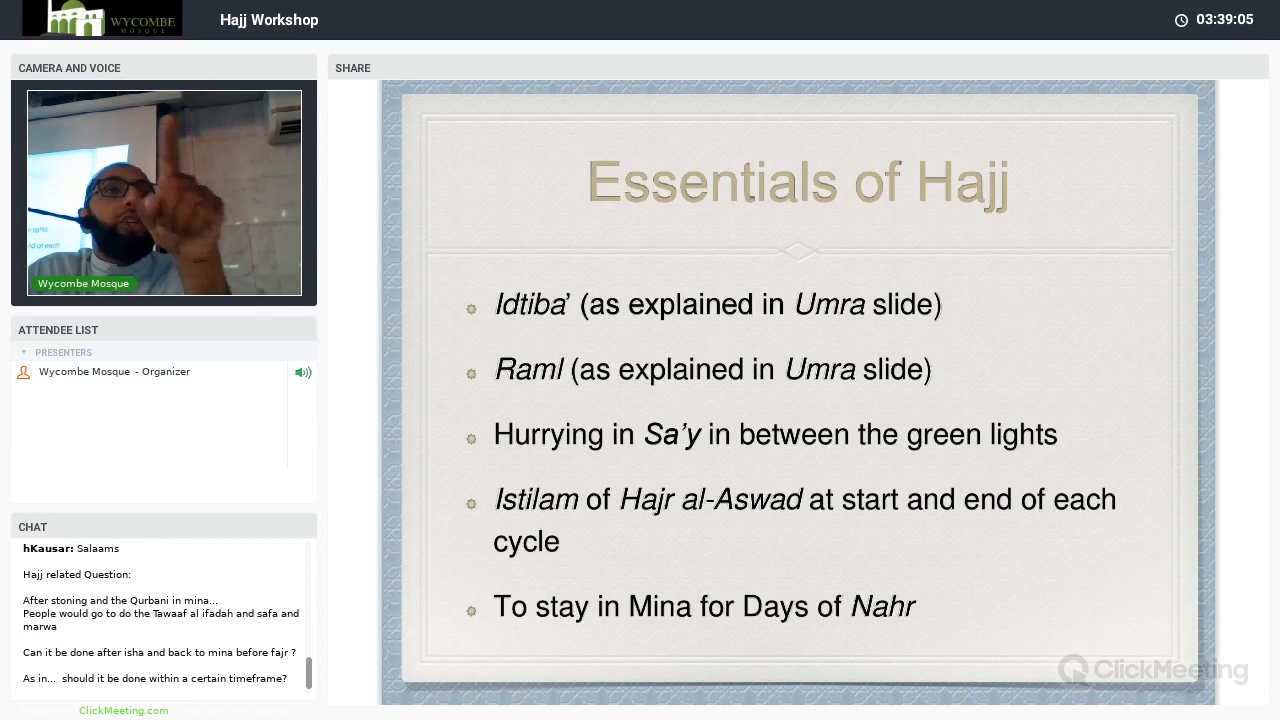 WYCOMBE
MOSQUE
Hajj Workshop
03:39:05
CAMERA AND VOICE
n lights
nd of each
Wycombe Mosque
ATTENDEE LIST
PRESENTERS
Wycombe Mosque - Organizer
CHAT
hKausar: Salaams
Hajj related Question:
After stoning and the Qurbani in mina...
People would go to do the Tawaaf al ifadah and safa and
marwa
Can it be done after isha and back to mina before fajr ?
As in... should it be done within a certain timeframe?
ClickMeeting.com
SHARE
Essentials of Hajj
Idtiba’ (as explained in Umra slide)
Raml (as explained in Umra slide)
Hurrying in Sa’y in between the green lights
Istilam of Hajr al-Aswad at start and end of each
cycle
To stay in Mina for Days of Nahr
ClickMeeting